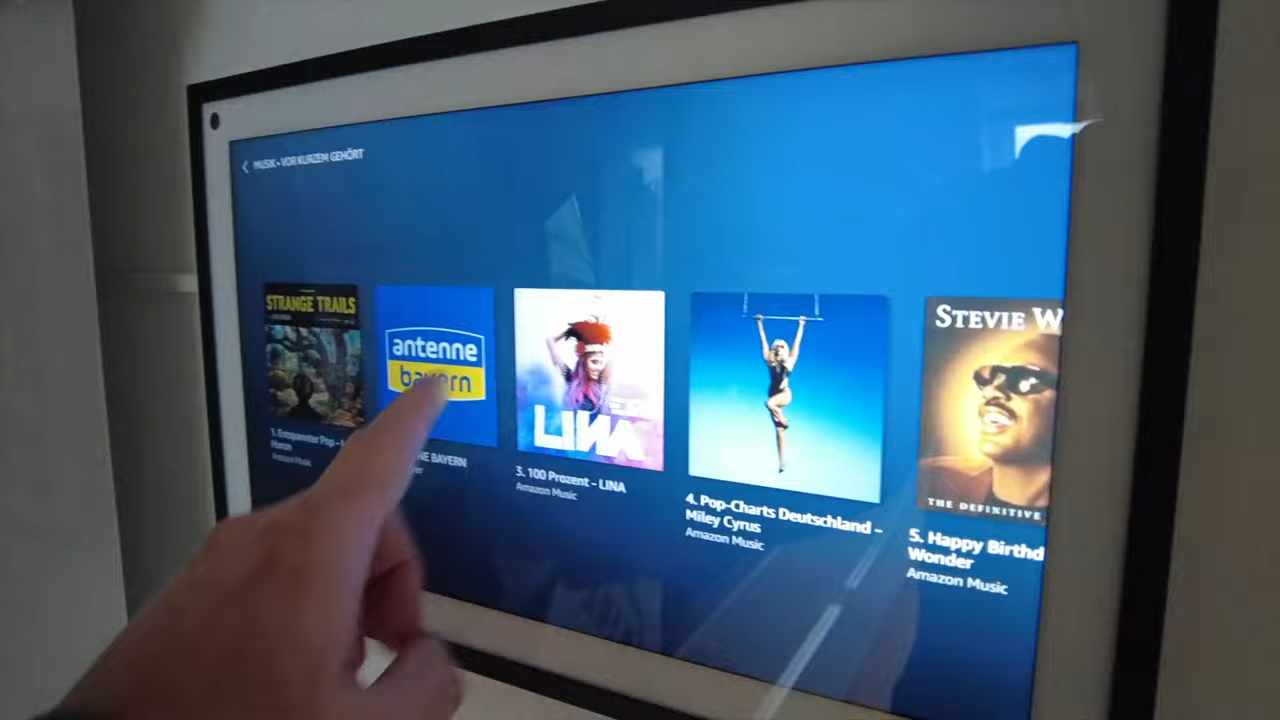 MUSIK • VOR KURZEM GEHÖRT
STRANGE TRAILS
antenne
bayern
LINA
STEVIE W
THE DEFINITIVE
1. Entspannter Pop -
Huron
Amazon Music
NE BAYERN
3. 100 Prozent – LINA
Amazon Music
4. Pop-Charts Deutschland –
Miley Cyrus
Amazon Music
5. Happy Birthd
Wonder
Amazon Music